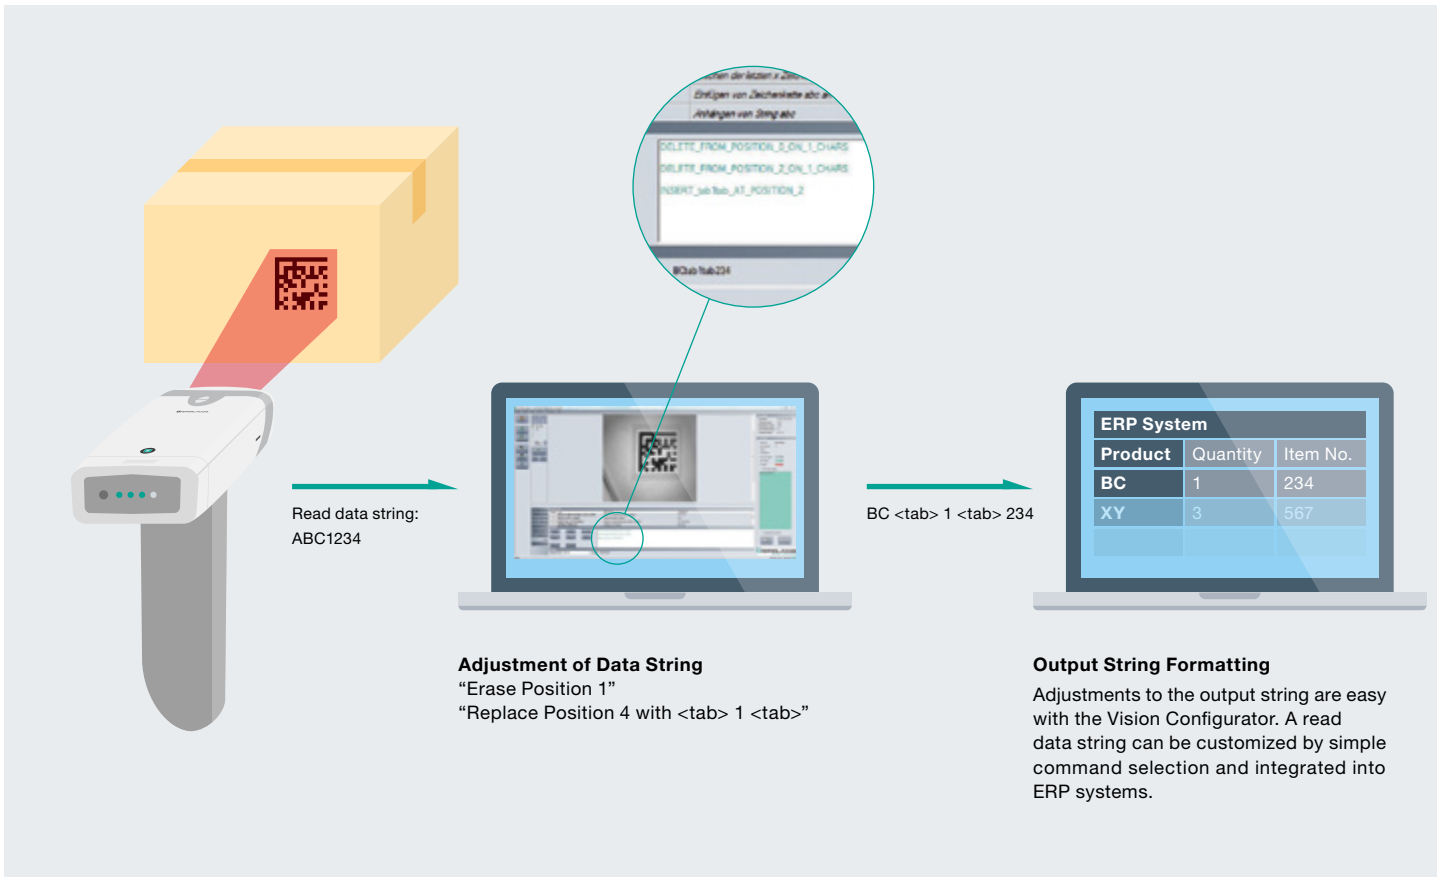 Einfügen von Zeichenkette abc
Anhängen von String abc
DELETE_FROM_POSITION_0_ON_1_CHARS
DELETE_FROM_POSITION_2_ON_1_CHARS
INSERT_tab1tab_AT_POSITION_2
BCtab1tab234
Read data string:
ABC1234
BC <tab> 1 <tab> 234
ERP System
Product Quantity Item No.
BC 1 234
XY 3 567
Adjustment of Data String
“Erase Position 1”
“Replace Position 4 with <tab> 1 <tab>”
Output String Formatting
Adjustments to the output string are easy
with the Vision Configurator. A read
data string can be customized by simple
command selection and integrated into
ERP systems.